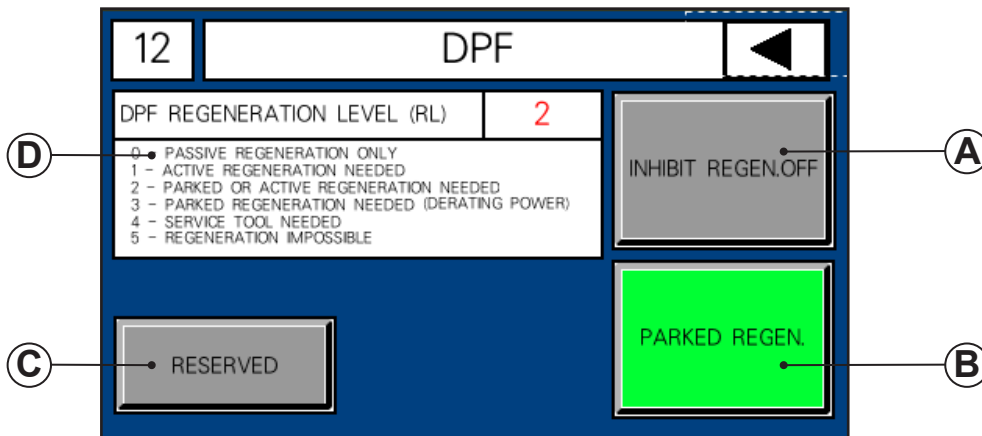 12
DPF
DPF REGENERATION LEVEL (RL)
2
0 - PASSIVE REGENERATION ONLY
1 - ACTIVE REGENERATION NEEDED
2 - PARKED OR ACTIVE REGENERATION NEEDED
3 - PARKED REGENERATION NEEDED (DERATING POWER)
4 - SERVICE TOOL NEEDED
5 - REGENERATION IMPOSSIBLE
D
INHIBIT REGEN.OFF
A
PARKED REGEN.
B
RESERVED
C